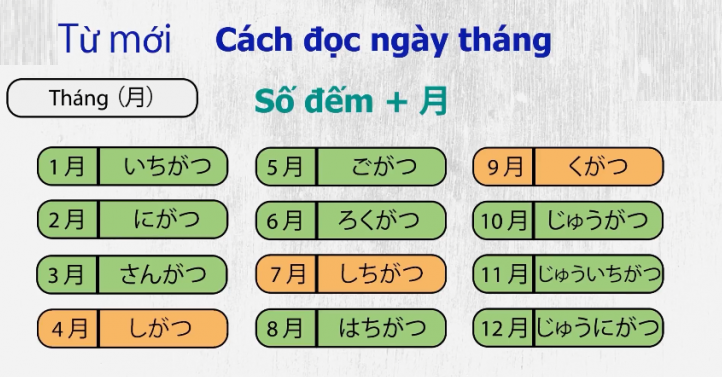 Từ mới
Cách đọc ngày tháng
Tháng (月)
Số đếm + 月
1月 いちがつ
2月 にがつ
3月 さんがつ
4月 しがつ
5月 ごがつ
6月 ろくがつ
7月 しちがつ
8月 はちがつ
9月 くがつ
10月 じゅうがつ
11月 じゅういちがつ
12月 じゅうにがつ